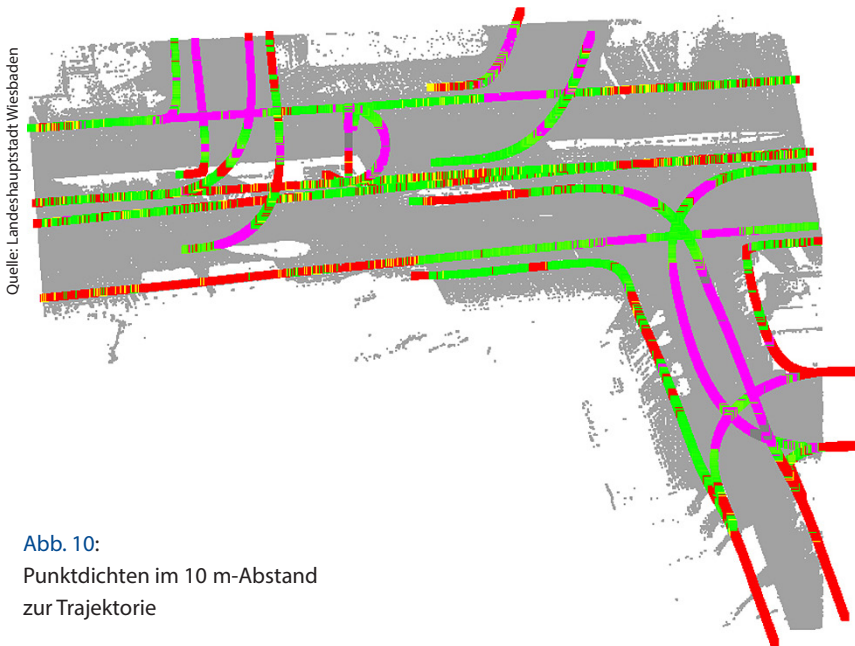 Quelle: Landeshauptstadt Wiesbaden
Abb. 10:
Punktdichten im 10 m-Abstand
zur Trajektorie